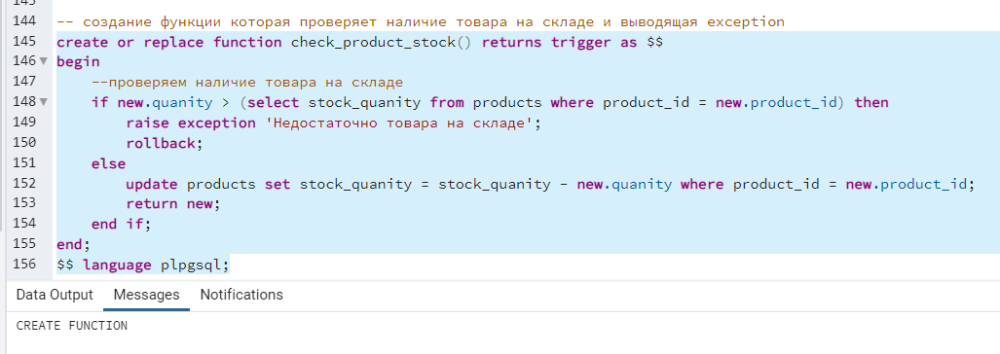 143
144 -- создание функции которая проверяет наличие товара на складе и выводящая exception
145 create or replace function check_product_stock() returns trigger as $$
146 begin
147 --проверяем наличие товара на складе
148 if new.quanity > (select stock_quanity from products where product_id = new.product_id) then
149 raise exception 'Недостаточно товара на складе';
150 rollback;
151 else
152 update products set stock_quanity = stock_quanity - new.quanity where product_id = new.product_id;
153 return new;
154 end if;
155 end;
156 $$ language plpgsql;
Data Output Messages Notifications
CREATE FUNCTION